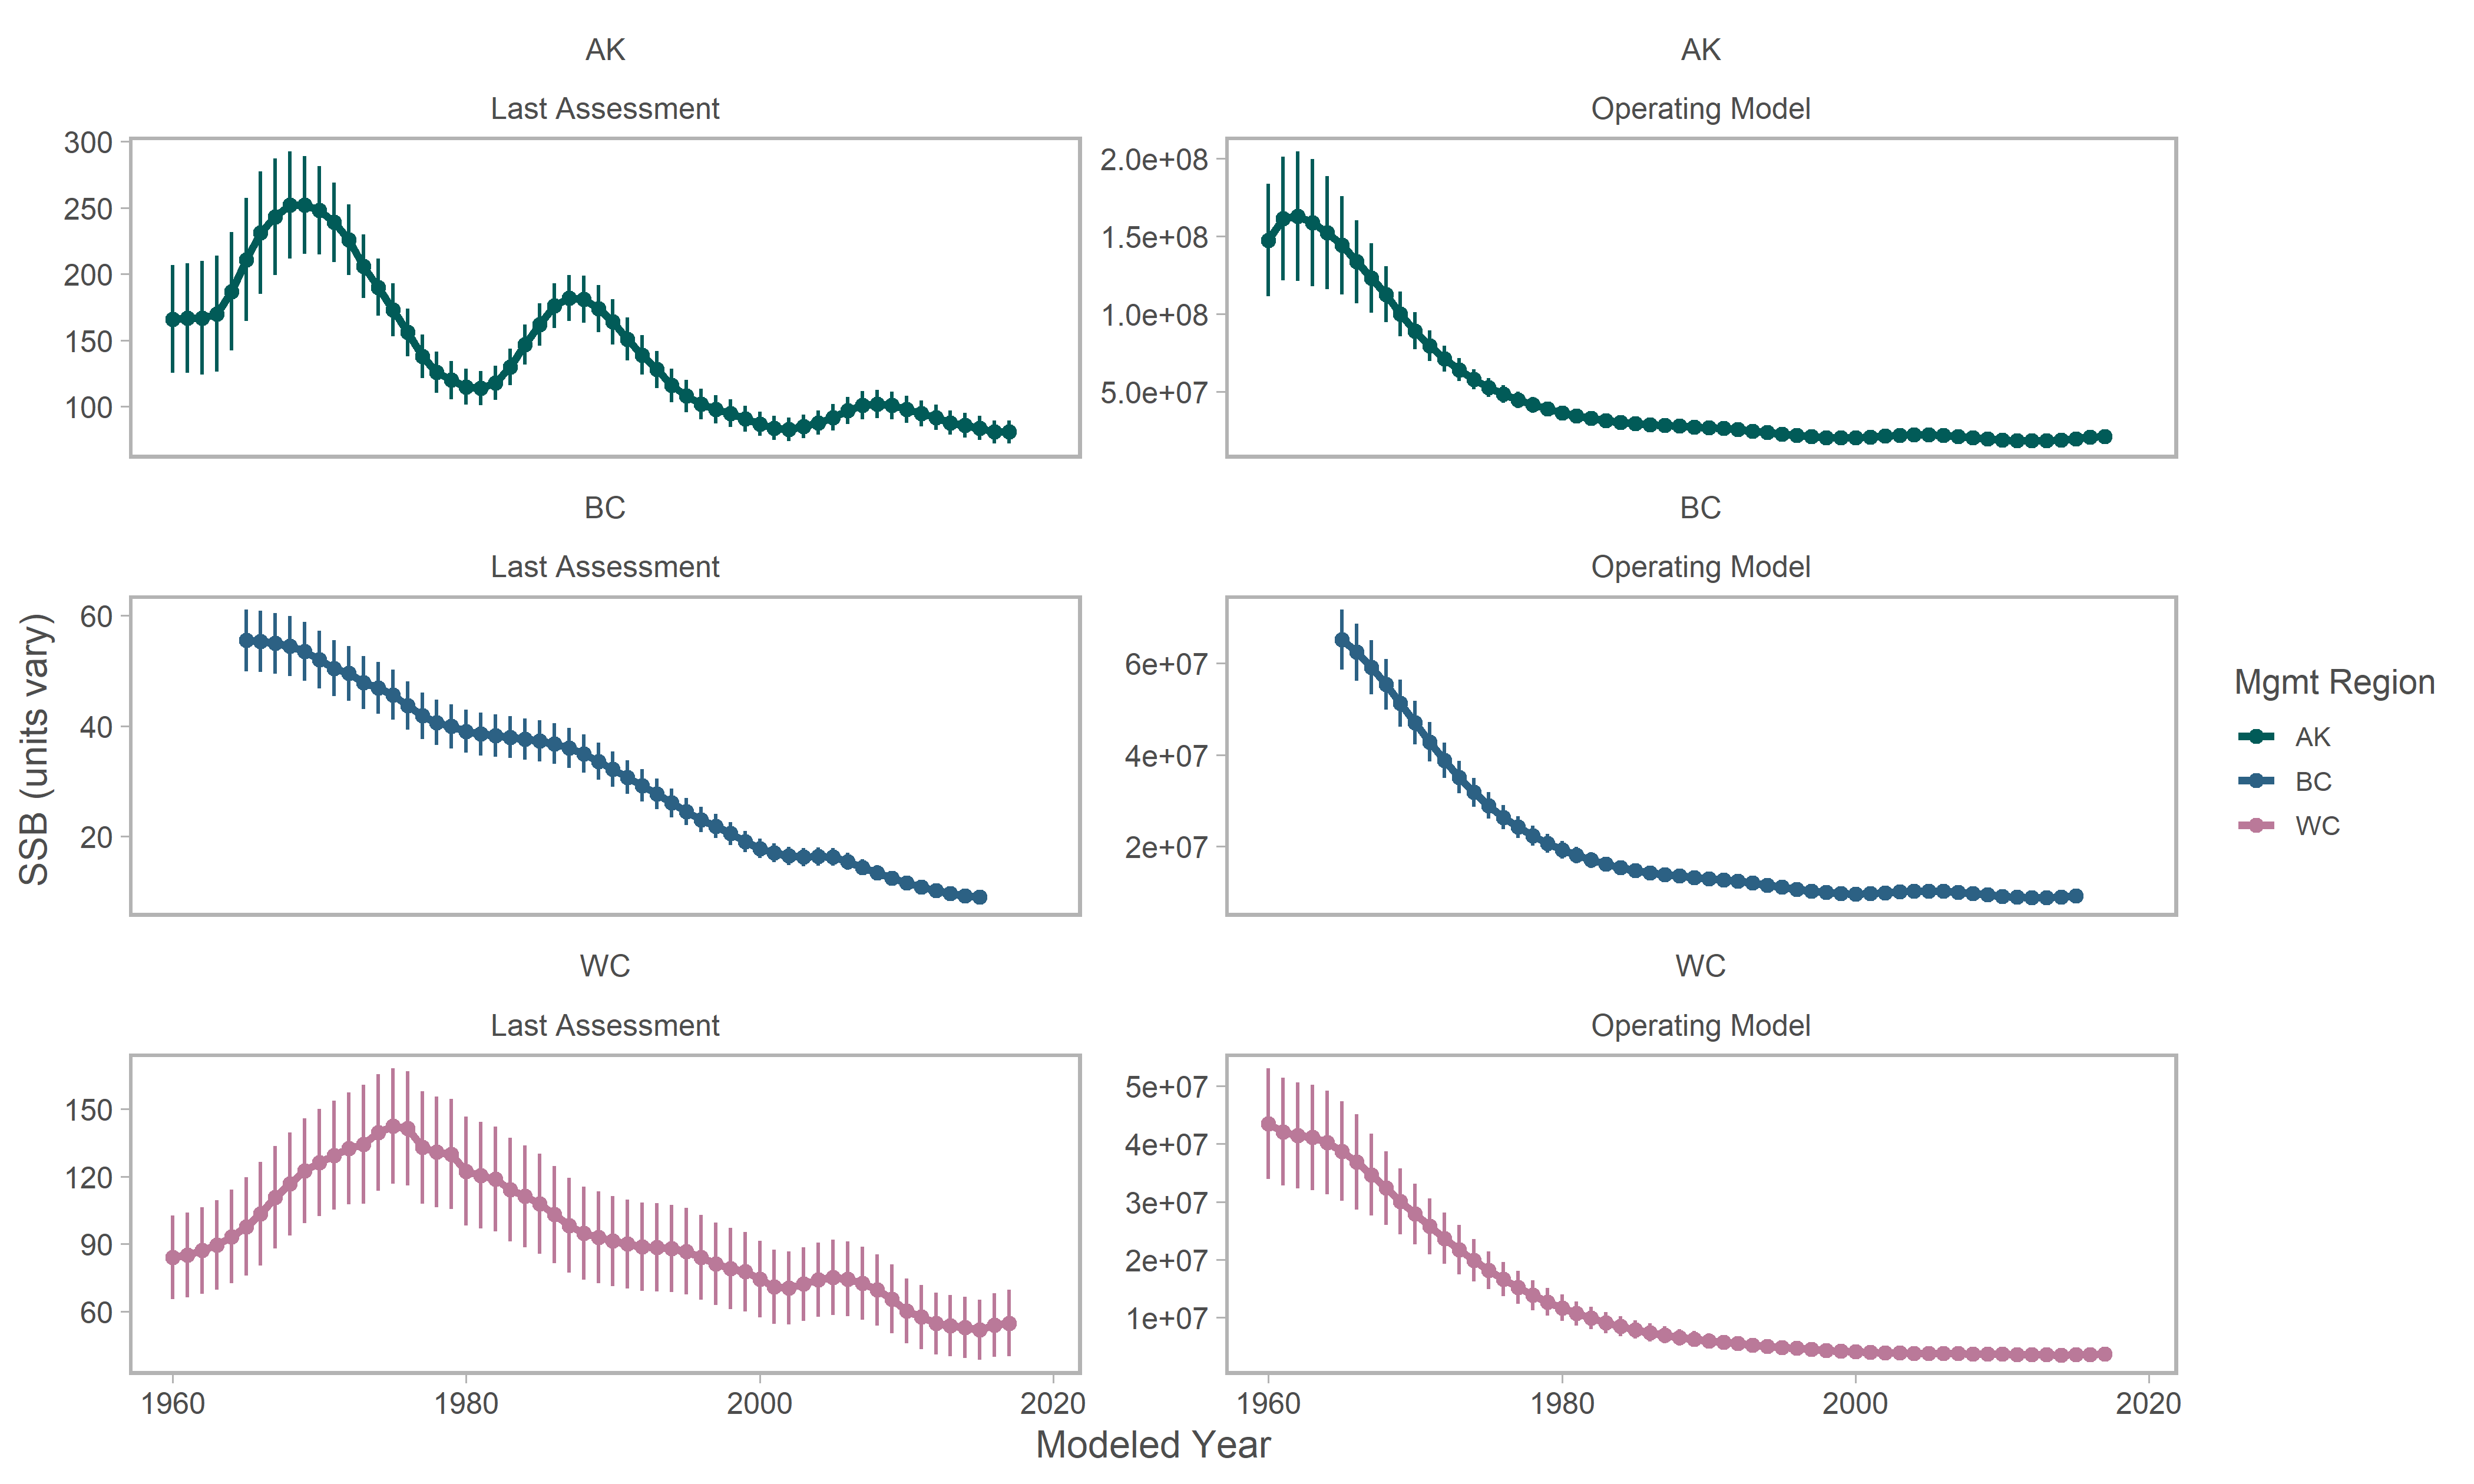 AK
Last Assessment
300
250
200
150
100
AK
Operating Model
2.0e+08
1.5e+08
1.0e+08
5.0e+07
BC
Last Assessment
60
40
20
BC
Operating Model
6e+07
4e+07
2e+07
WC
Last Assessment
150
120
90
60
1960 1980 2000 2020
WC
Operating Model
5e+07
4e+07
3e+07
2e+07
1e+07
1960 1980 2000 2020
SSB (units vary)
Modeled Year
Mgmt Region
AK
BC
WC